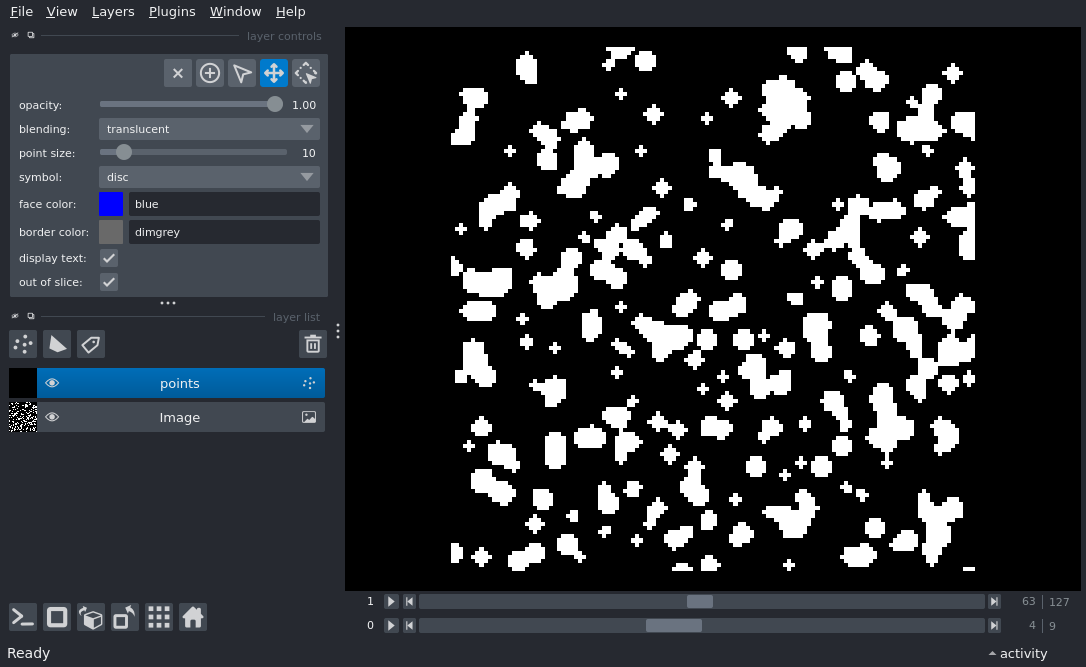 File View Layers Plugins Window Help
layer controls
opacity: 1.00
blending: translucent
point size: 10
symbol: disc
face color: blue
border color: dimgrey
display text:
out of slice:
layer list
points
Image
1 63 127
0 4 9
Ready activity